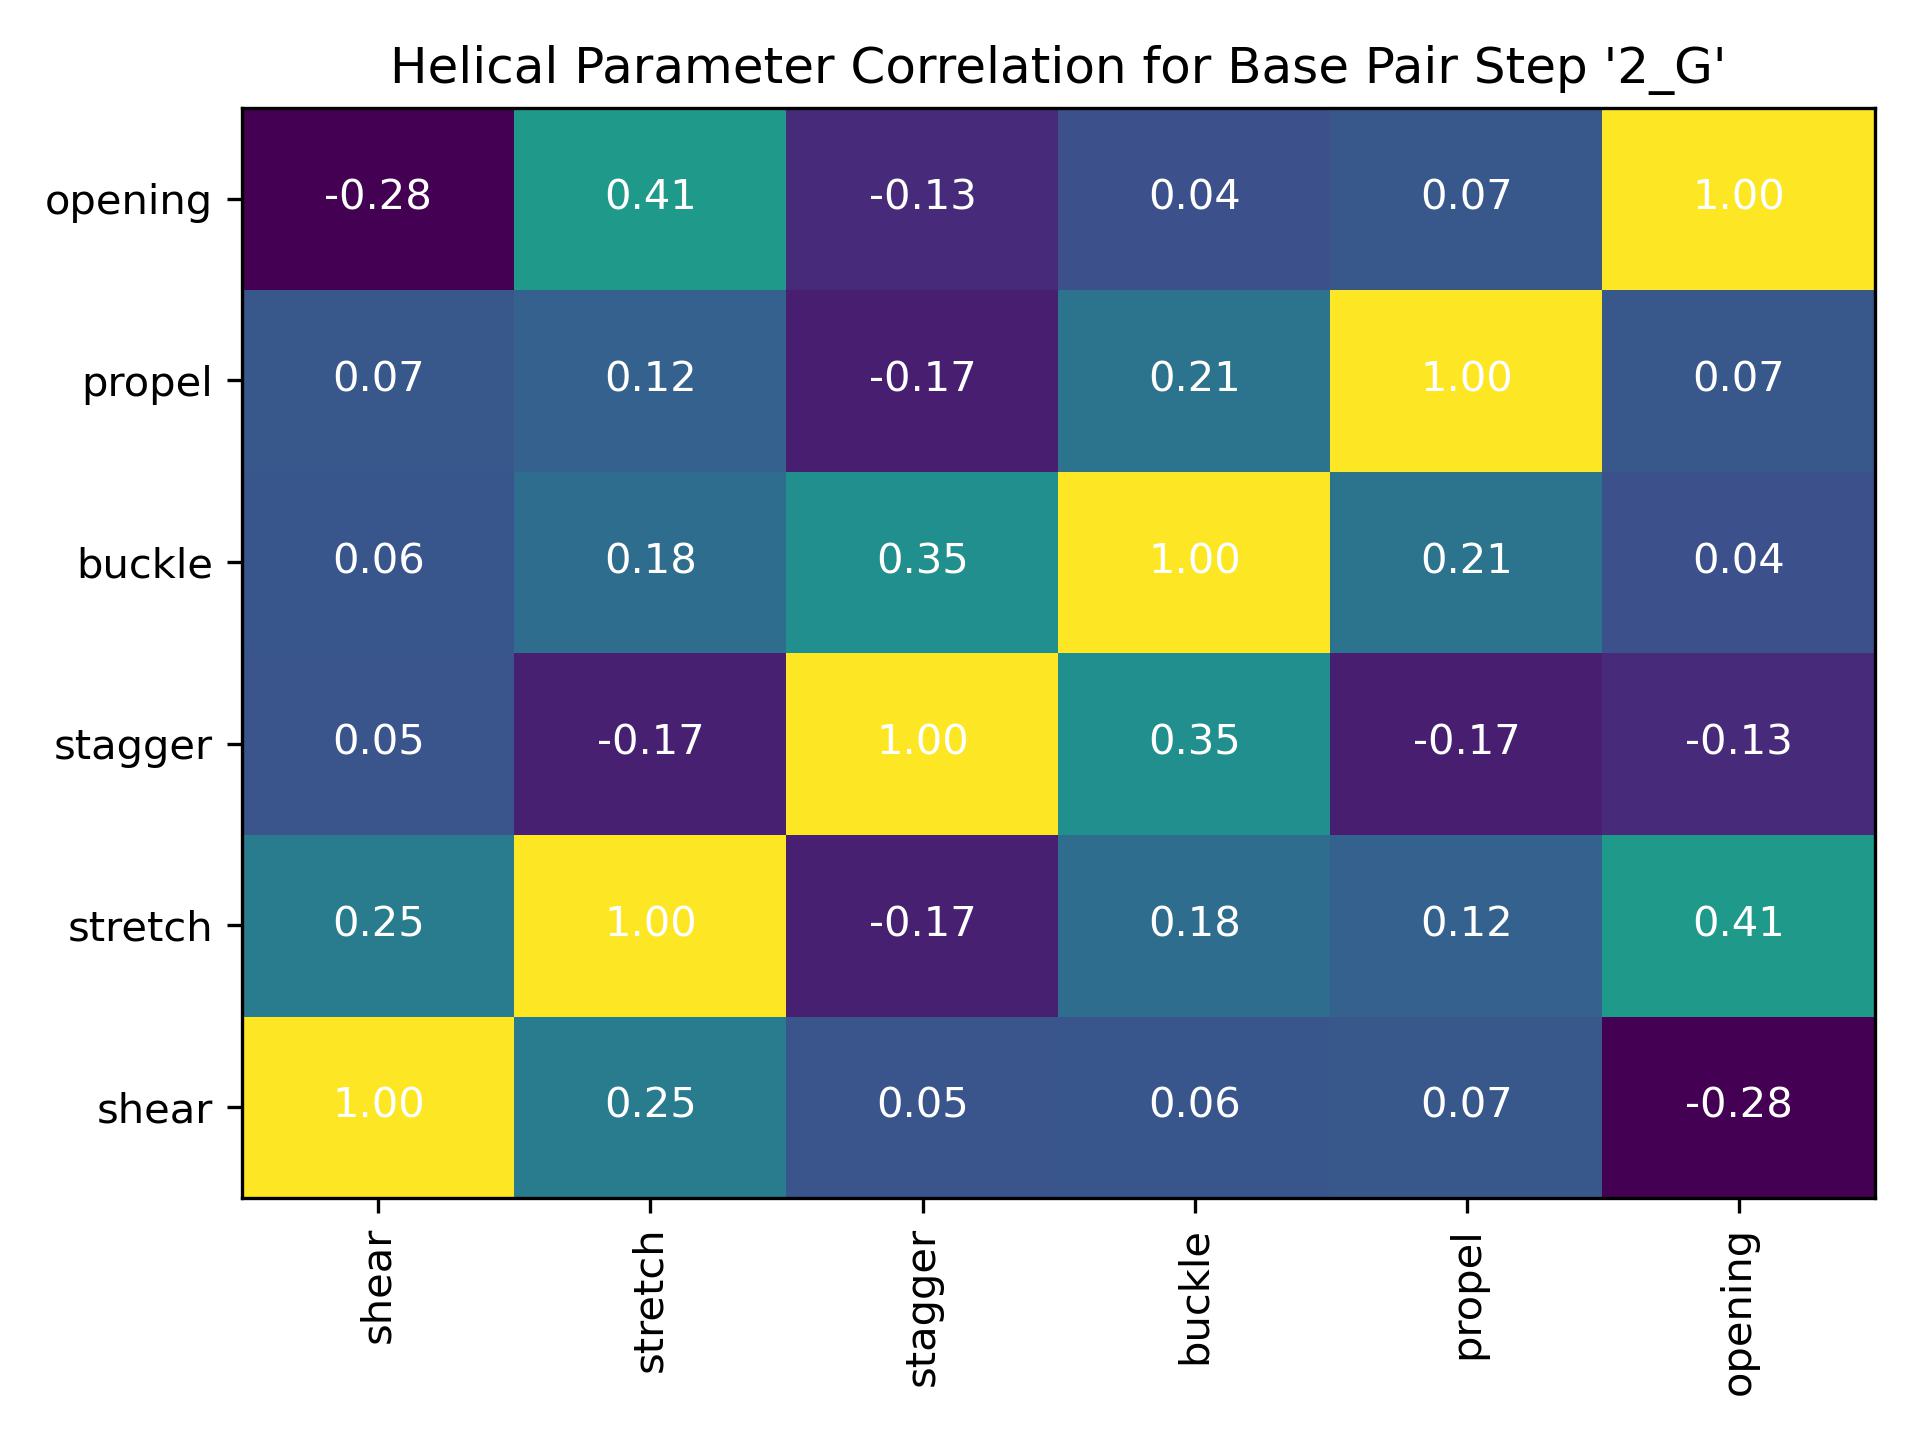 Helical Parameter Correlation for Base Pair Step '2_G'
opening -0.28 0.41 -0.13 0.04 0.07 1.00
propel 0.07 0.12 -0.17 0.21 1.00 0.07
buckle 0.06 0.18 0.35 1.00 0.21 0.04
stagger 0.05 -0.17 1.00 0.35 -0.17 -0.13
stretch 0.25 1.00 -0.17 0.18 0.12 0.41
shear 1.00 0.25 0.05 0.06 0.07 -0.28
shear stretch stagger buckle propel opening